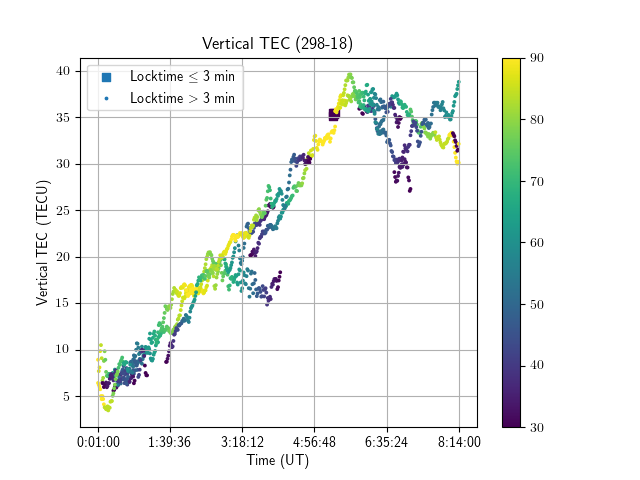 Vertical TEC (298-18)
Locktime ≤ 3 min
Locktime > 3 min
Vertical TEC (TECU)
40
35
30
25
20
15
10
5
0:01:00 1:39:36 3:18:12 4:56:48 6:35:24 8:14:00
Time (UT)
90
80
70
60
50
40
30